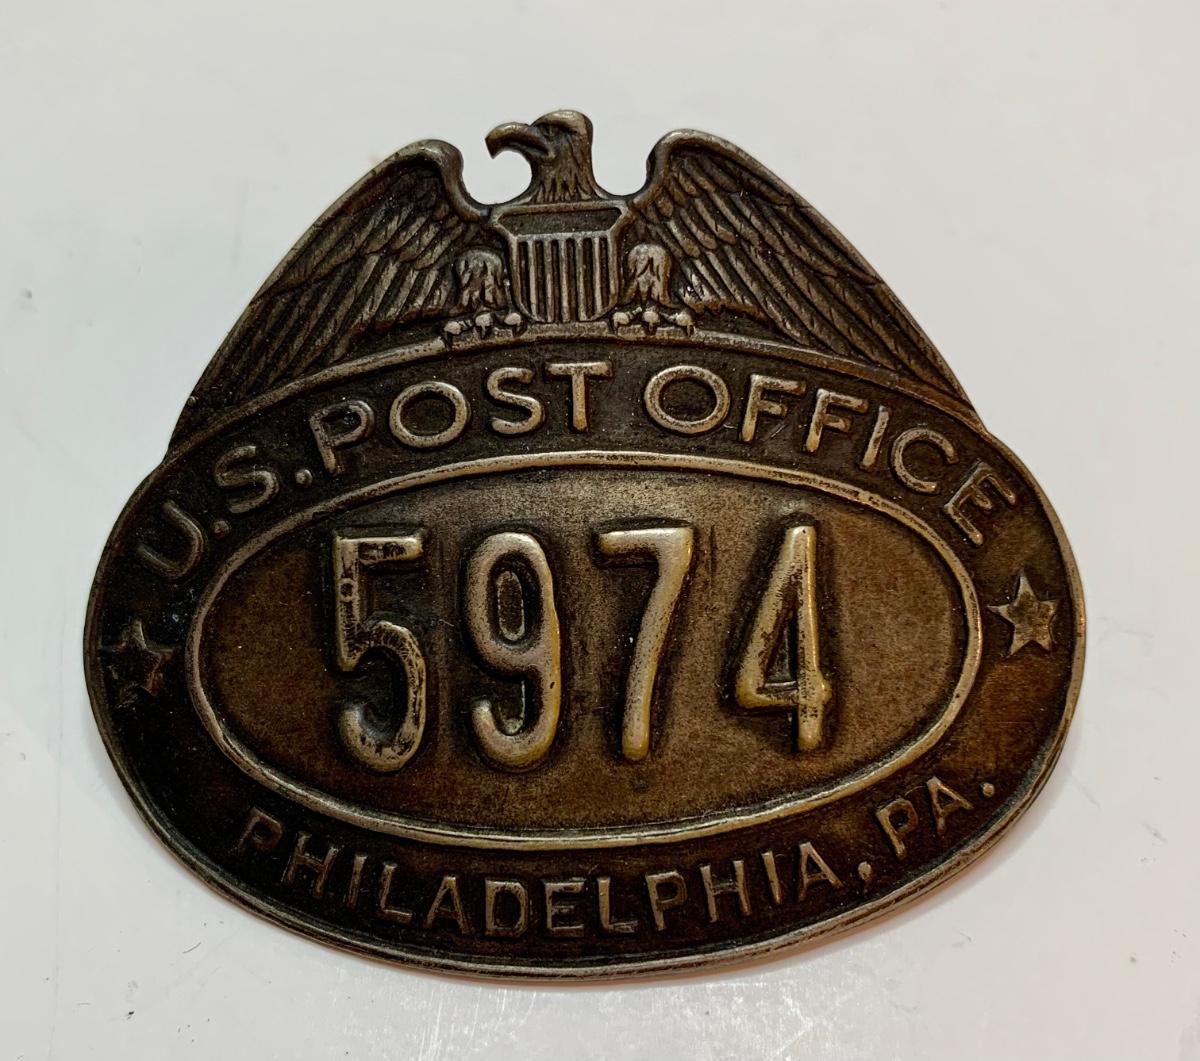 U.S. POST OFFICE
5974
PHILADELPHIA, PA.